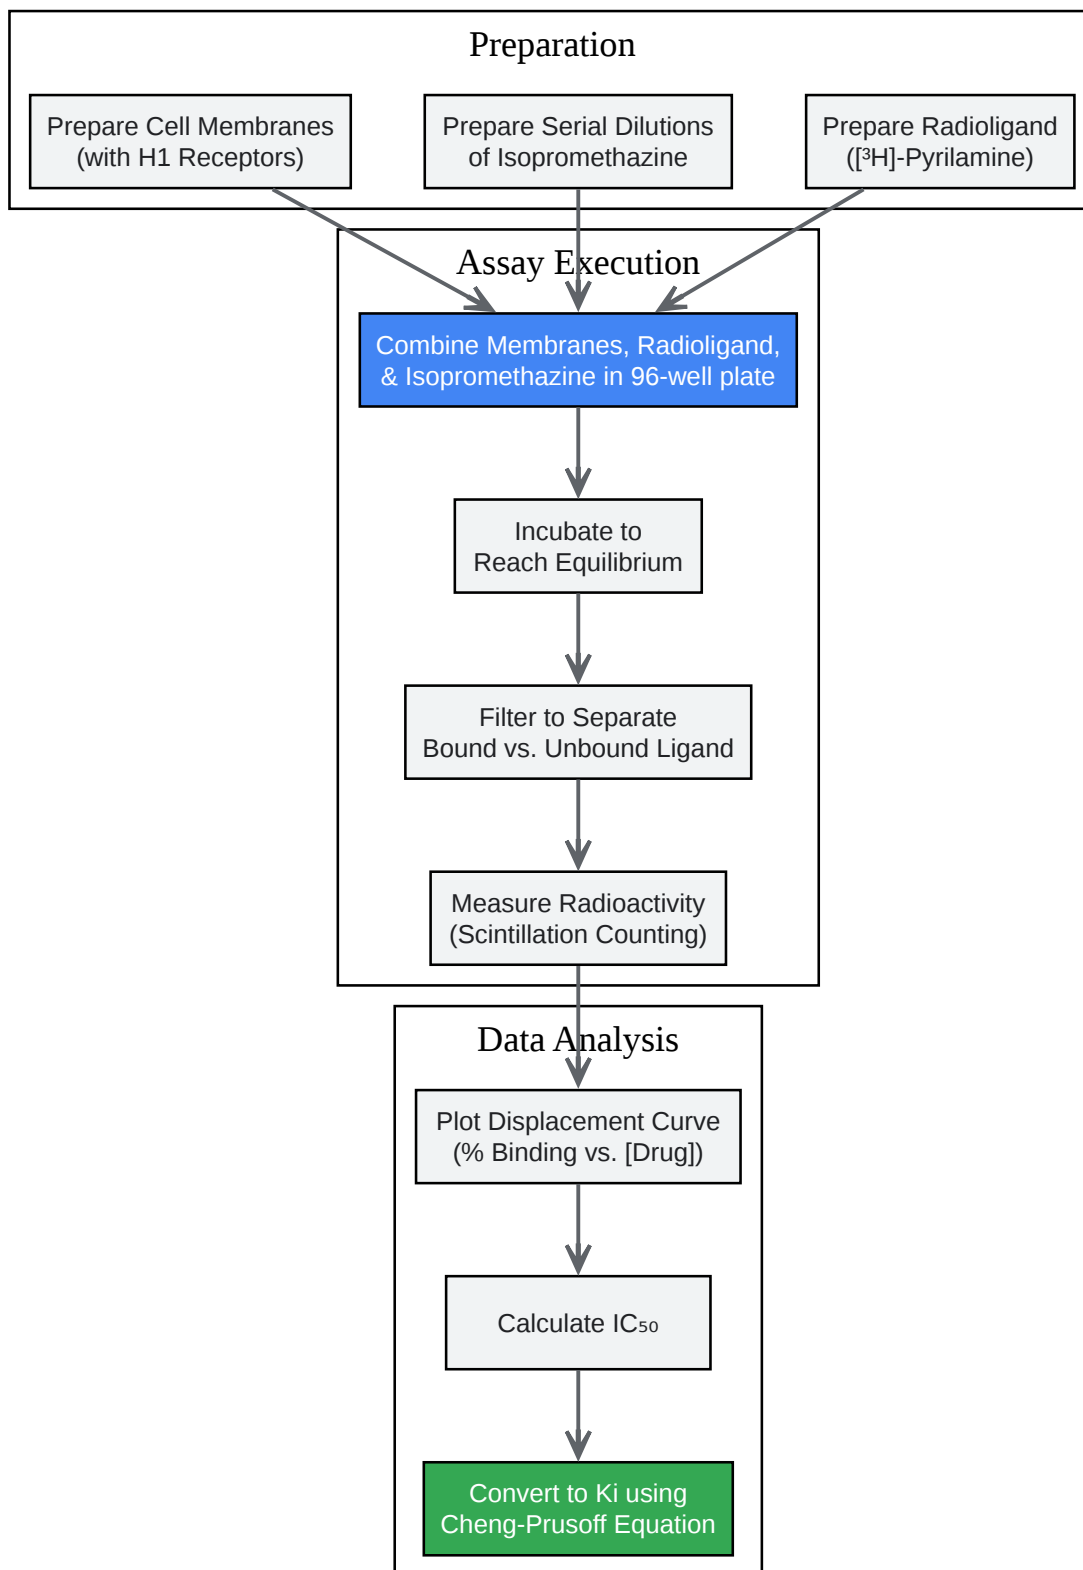 Preparation
Prepare Cell Membranes
(with H1 Receptors)
Prepare Serial Dilutions
of Isopromethazine
Prepare Radioligand
([³H]-Pyrilamine)
Assay Execution
Combine Membranes, Radioligand,
& Isopromethazine in 96-well plate
Incubate to
Reach Equilibrium
Filter to Separate
Bound vs. Unbound Ligand
Measure Radioactivity
(Scintillation Counting)
Data Analysis
Plot Displacement Curve
(% Binding vs. [Drug])
Calculate IC₅₀
Convert to Ki using
Cheng-Prusoff Equation